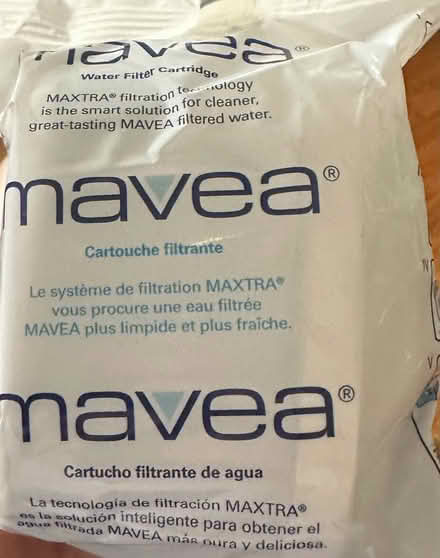 mavea®
Water Filter Cartridge
MAXTRA® filtration technology
is the smart solution for cleaner,
great-tasting MAVEA filtered water.
mavea®
Cartouche filtrante
Le système de filtration MAXTRA®
vous procure une eau filtrée
MAVEA plus limpide et plus fraîche.
mavea®
Cartucho filtrante de agua
La tecnología de filtración MAXTRA®
es la solución inteligente para obtener el
agua filtrada MAVEA más pura y deliciosa.